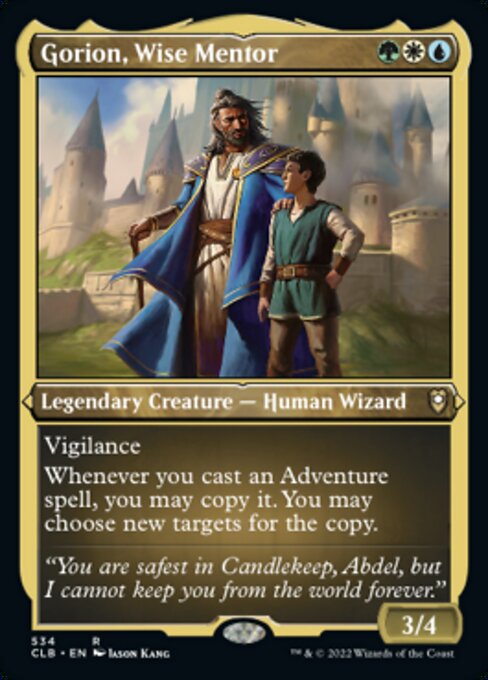 Gorion, Wise Mentor
Legendary Creature — Human Wizard
Vigilance
Whenever you cast an Adventure
spell, you may copy it. You may
choose new targets for the copy.
"You are safest in Candlekeep, Abdel, but
I cannot keep you from the world forever."
3/4
534 R
CLB • EN Jason Kang
™ & © 2022 Wizards of the Coast